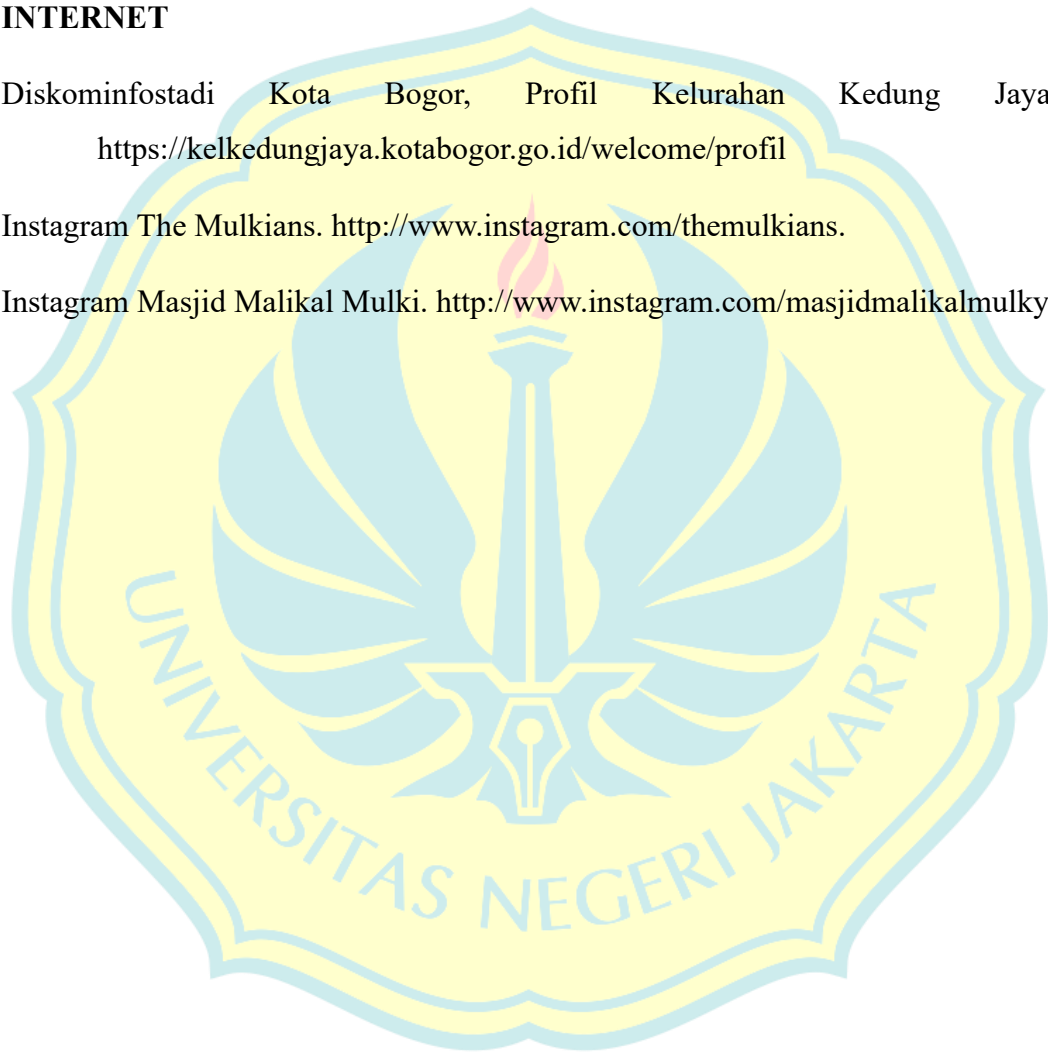 INTERNET
Diskominfostadi Kota Bogor, Profil Kelurahan Kedung Jaya
https://kelkedungjaya.kotabogor.go.id/welcome/profil
Instagram The Mulkians. http://www.instagram.com/themulkians.
Instagram Masjid Malikal Mulki. http://www.instagram.com/masjidmalikalmulky
UNIVERSITAS NEGERI JAKARTA